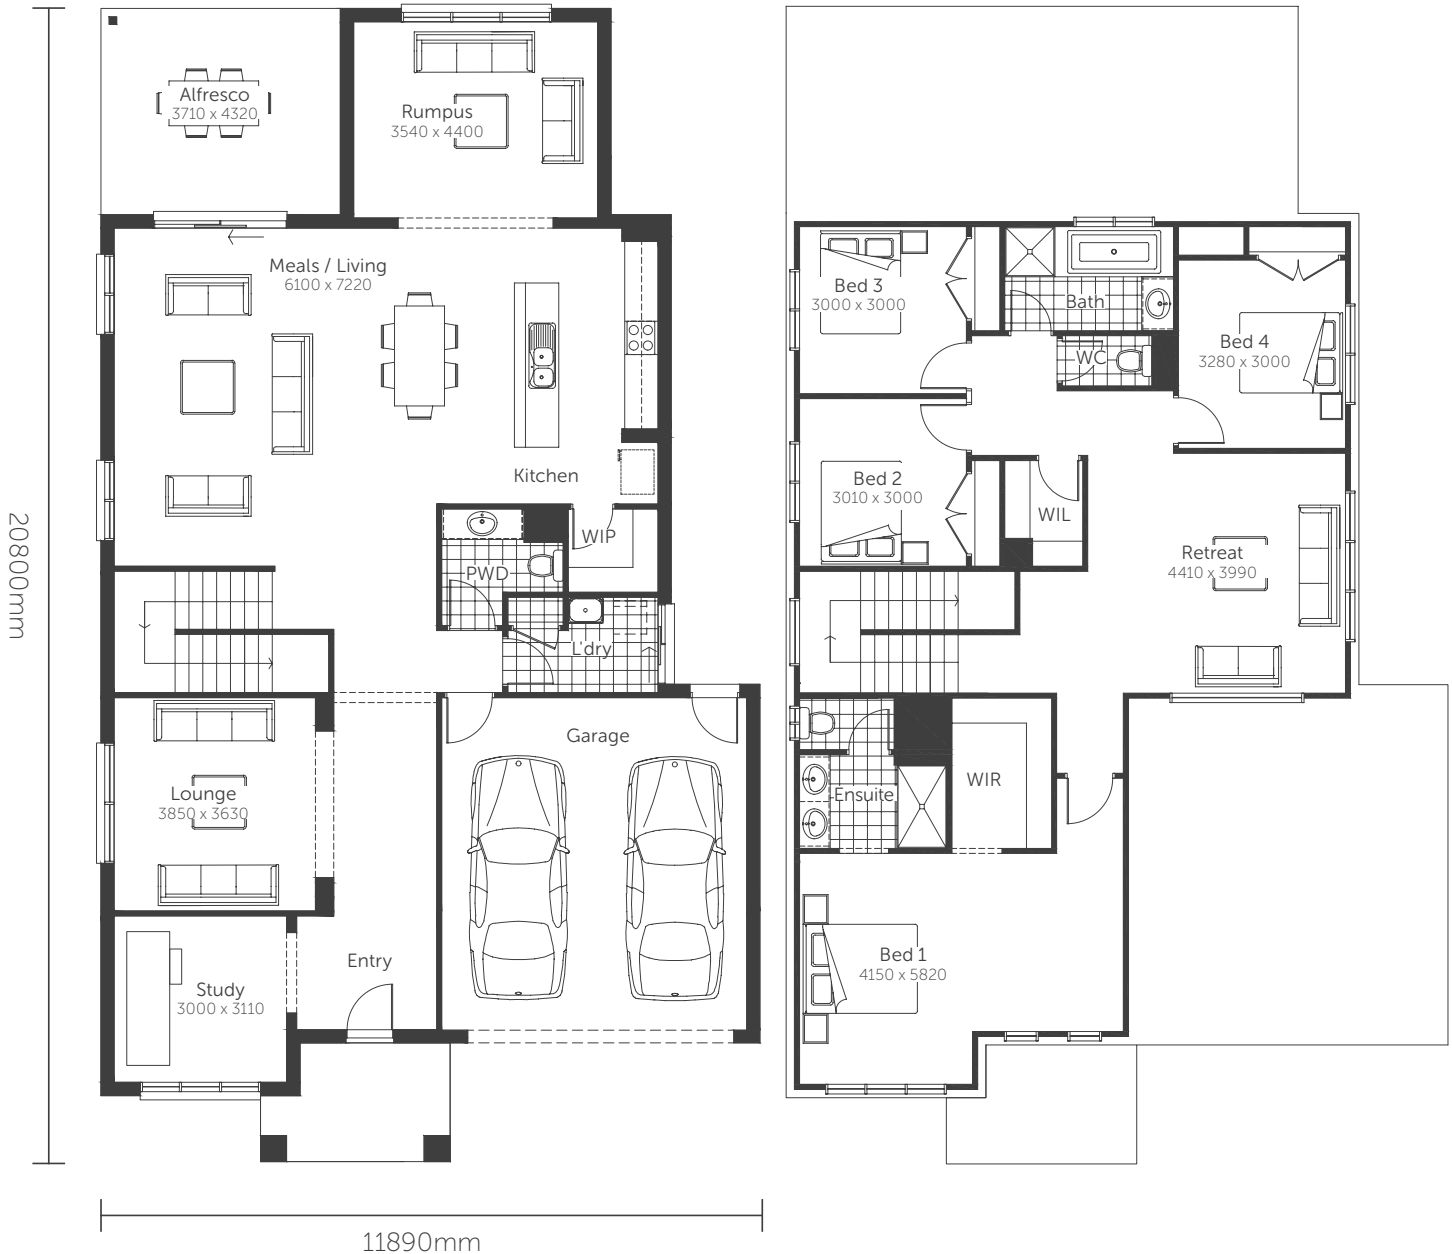 Alfresco
3710 x 4320
Rumpus
3540 x 4400
Meals / Living
6100 x 7220
Kitchen
WIP
PWD
L'dry
Garage
Lounge
3850 x 3630
Entry
Study
3000 x 3110
20800mm
11890mm
Bed 3
3000 x 3000
Bath
WC
Bed 4
3280 x 3000
Bed 2
3010 x 3000
WIL
Retreat
4410 x 3990
WIR
Ensuite
Bed 1
4150 x 5820